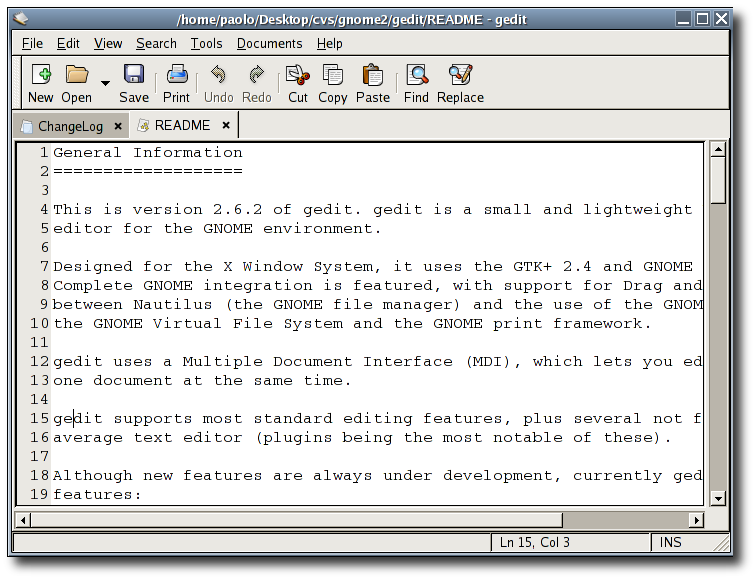 /home/paolo/Desktop/cvs/gnome2/gedit/README - gedit
File Edit View Search Tools Documents Help
New Open Save Print Undo Redo Cut Copy Paste Find Replace
ChangeLog README
1 General Information
2 ===================
3
4 This is version 2.6.2 of gedit. gedit is a small and lightweight
5 editor for the GNOME environment.
6
7 Designed for the X Window System, it uses the GTK+ 2.4 and GNOME
8 Complete GNOME integration is featured, with support for Drag and
9 between Nautilus (the GNOME file manager) and the use of the GNOM
10 the GNOME Virtual File System and the GNOME print framework.
11
12 gedit uses a Multiple Document Interface (MDI), which lets you ed
13 one document at the same time.
14
15 gedit supports most standard editing features, plus several not f
16 average text editor (plugins being the most notable of these).
17
18 Although new features are always under development, currently ged
19 features:
Ln 15, Col 3 INS